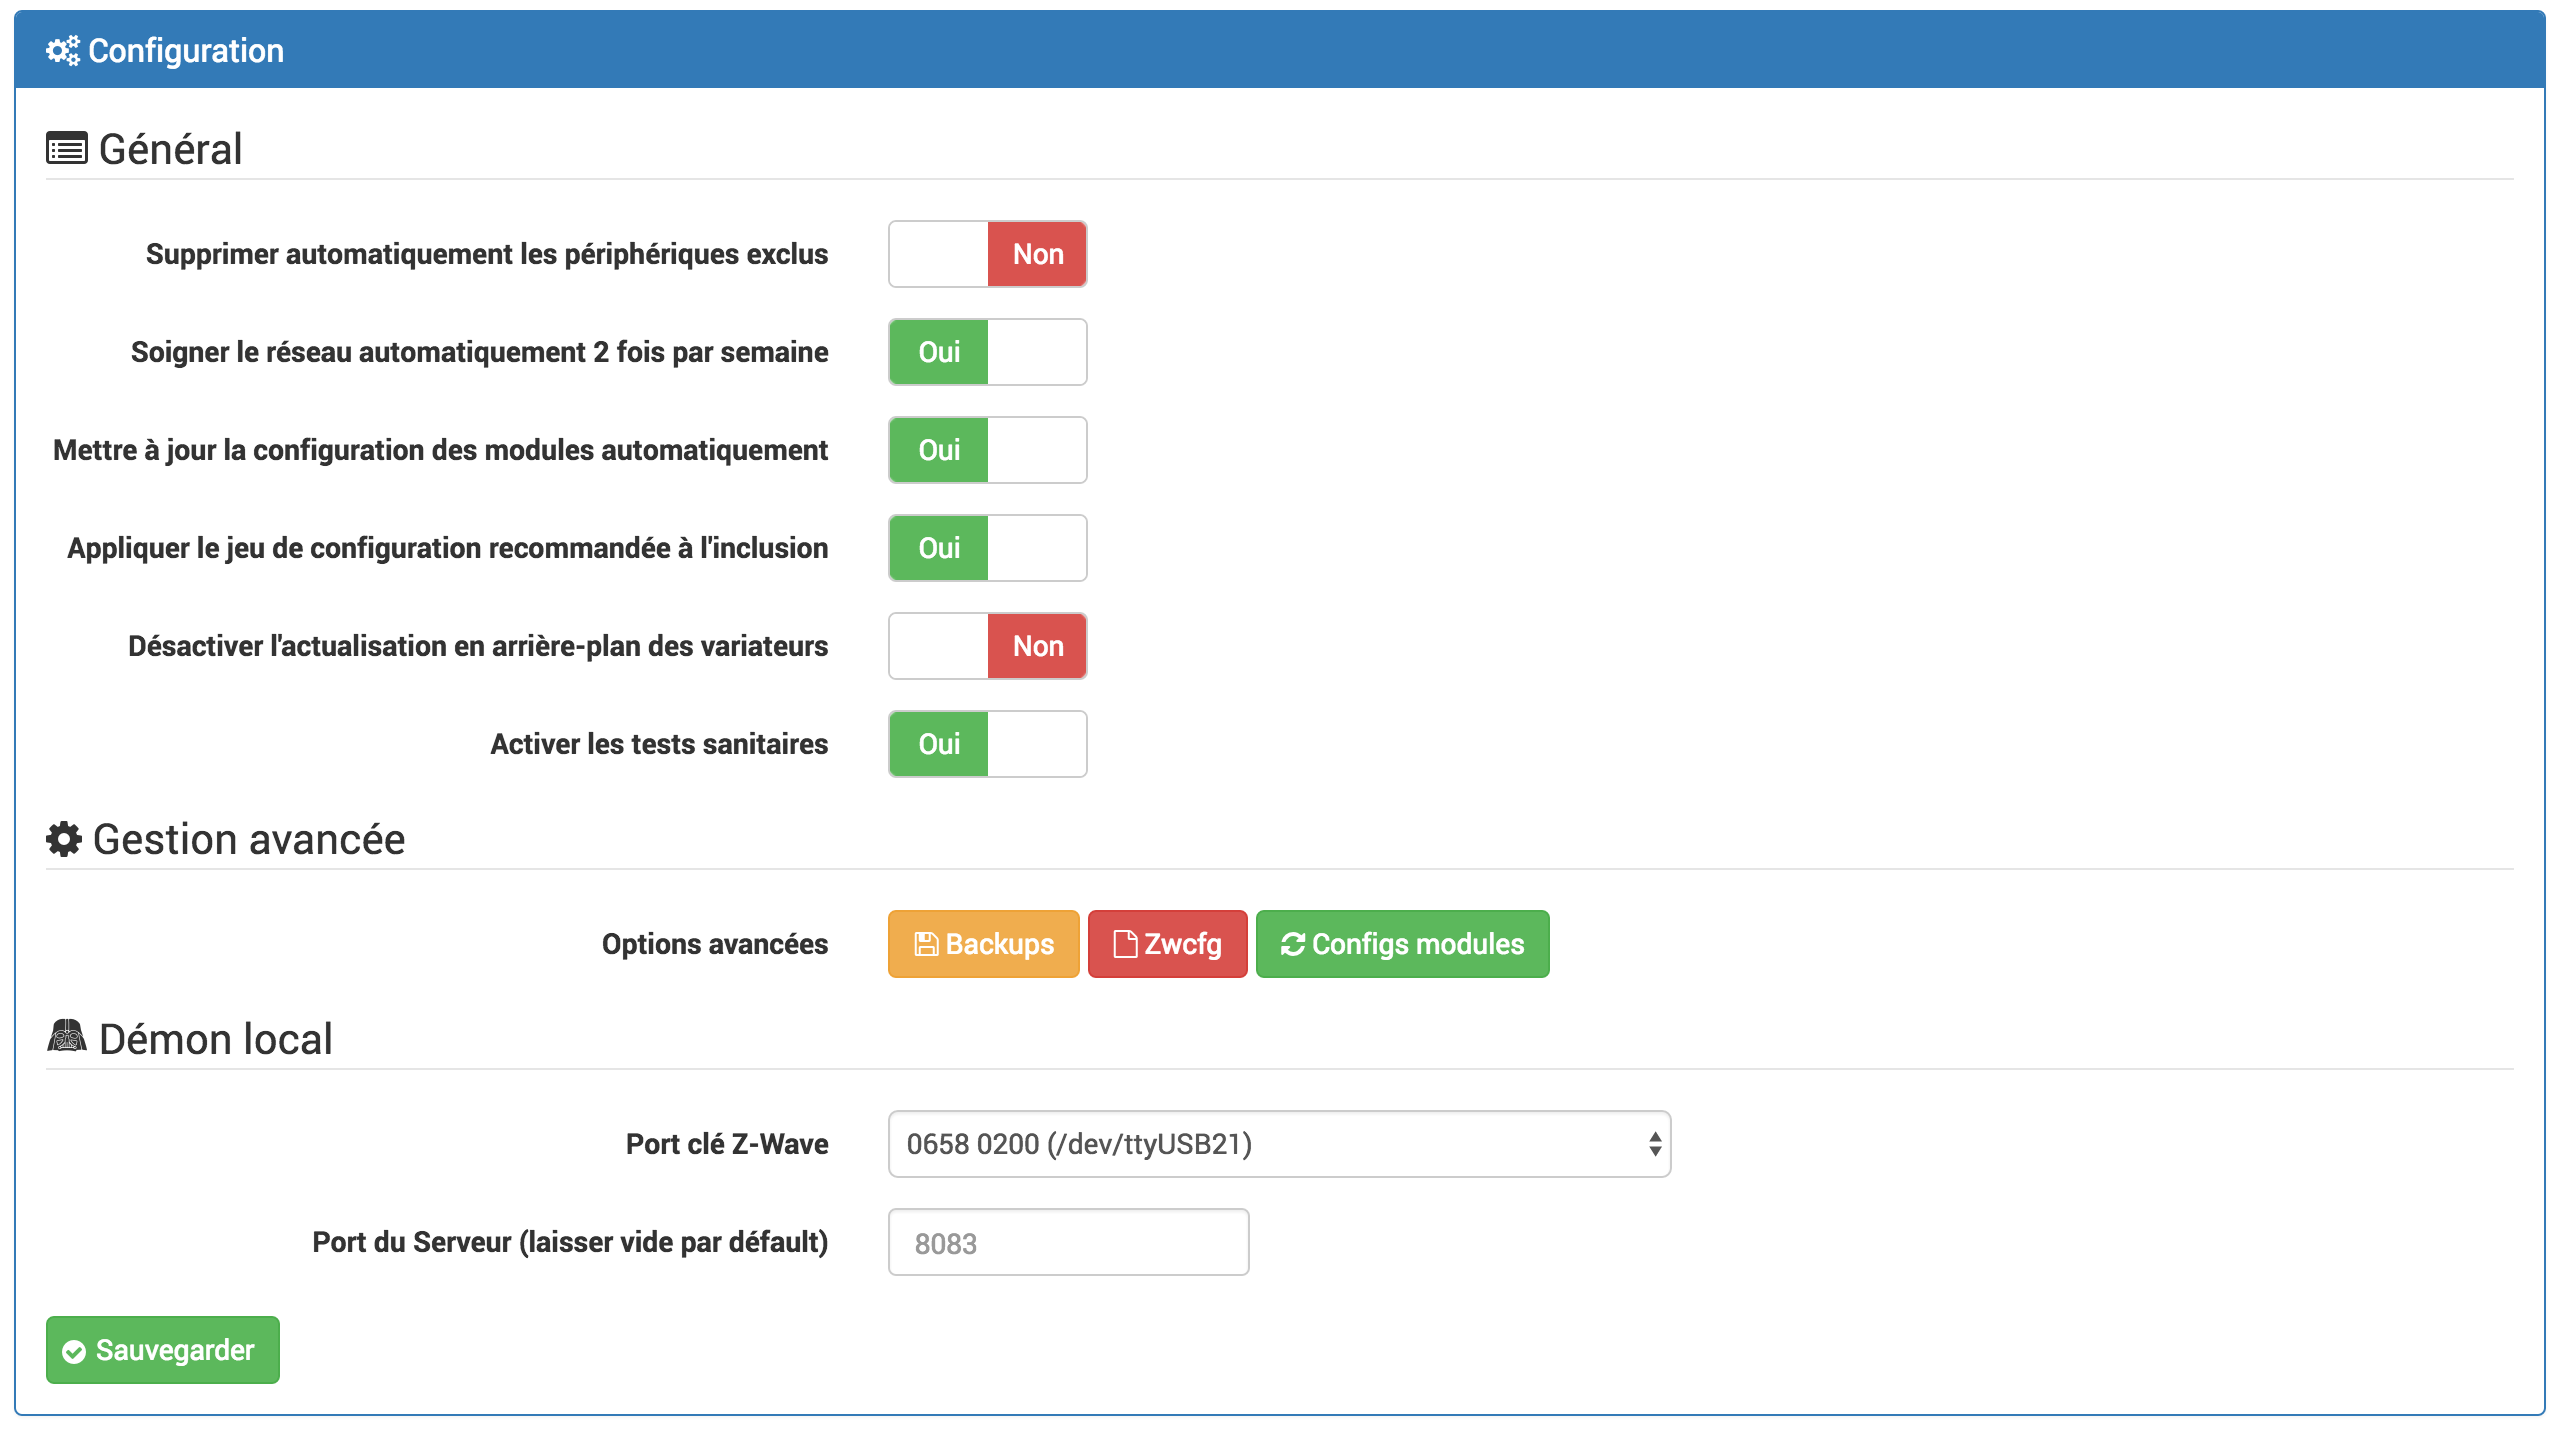 Configuration
Général
Supprimer automatiquement les périphériques exclus Non
Soigner le réseau automatiquement 2 fois par semaine Oui
Mettre à jour la configuration des modules automatiquement Oui
Appliquer le jeu de configuration recommandée à l'inclusion Oui
Désactiver l'actualisation en arrière-plan des variateurs Non
Activer les tests sanitaires Oui
Gestion avancée
Options avancées Backups Zwcfg Configs modules
Démon local
Port clé Z-Wave 0658 0200 (/dev/ttyUSB21)
Port du Serveur (laisser vide par défault) 8083
Sauvegarder